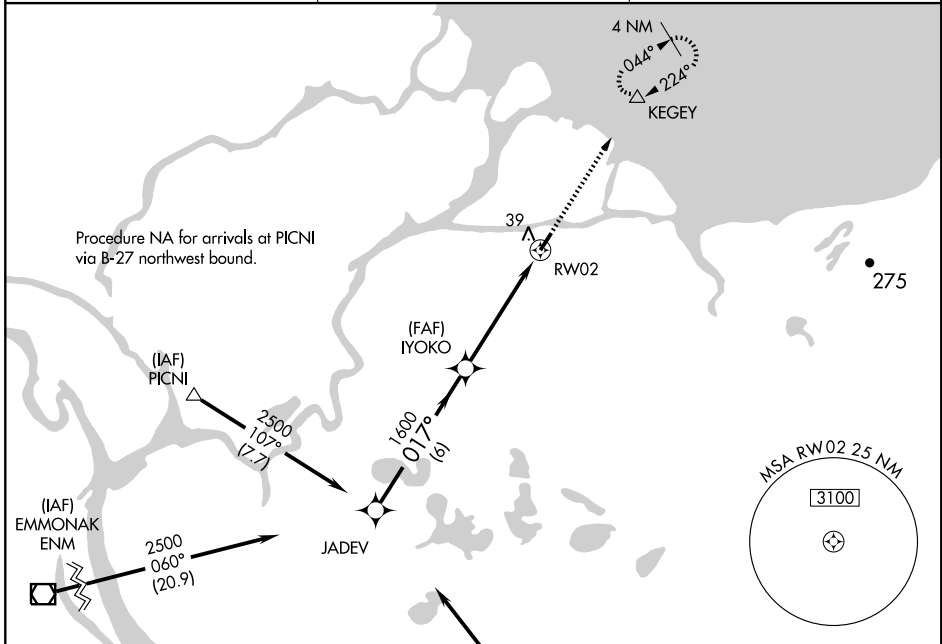 4 NM
044°
224°
KEGEY
39
RW02
Procedure NA for arrivals at PICNI
via B-27 northwest bound.
275
(FAF)
IYOKO
(IAF)
PICNI
2500
107°
(7.7)
1600
017°
(6)
MSA RW02 25 NM
3100
(IAF)
EMMONAK
ENM
JADEV
2500
060°
(20.9)